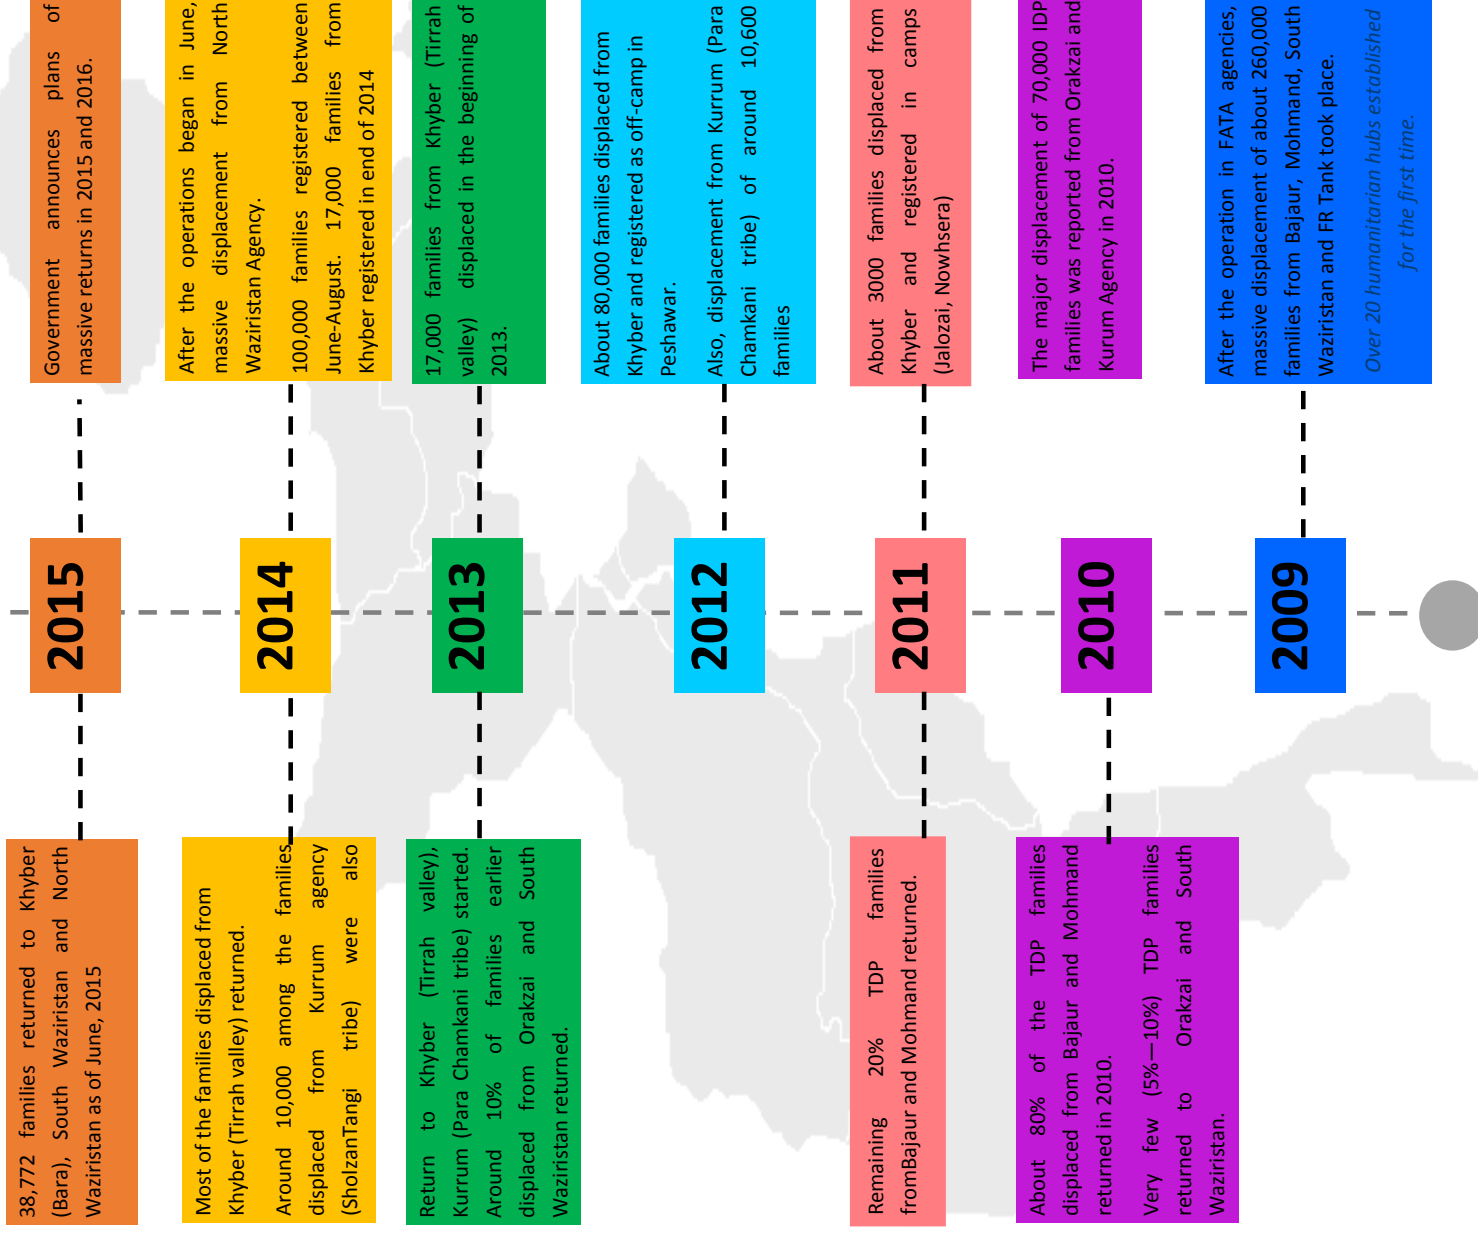 38,772 families returned to Khyber
(Bara), South Waziristan and North
Waziristan as of June, 2015
2015
Government announces plans of
massive returns in 2015 and 2016.
Most of the families displaced from
Khyber (Tirrah valley) returned.
Around 10,000 among the families
displaced from Kurrum agency
(SholzanTangi tribe) were also
2014
After the operations began in June,
massive displacement from North
Waziristan Agency.
100,000 families registered between
June-August. 17,000 families from
Khyber registered in end of 2014
Return to Khyber (Tirrah valley),
Kurrum (Para Chamkani tribe) started.
Around 10% of families earlier
displaced from Orakzai and South
Waziristan returned.
2013
17,000 families from Khyber (Tirrah
valley) displaced in the beginning of
2013.
2012
About 80,000 families displaced from
Khyber and registered as off-camp in
Peshawar.
Also, displacement from Kurrum (Para
Chamkani tribe) of around 10,600
families
Remaining 20% TDP families
fromBajaur and Mohmand returned.
2011
About 3000 families displaced from
Khyber and registered in camps
(Jalozai, Nowhsera)
About 80% of the TDP families
displaced from Bajaur and Mohmand
returned in 2010.
Very few (5%—10%) TDP families
returned to Orakzai and South
Waziristan.
2010
The major displacement of 70,000 IDP
families was reported from Orakzai and
Kurum Agency in 2010.
2009
After the operation in FATA agencies,
massive displacement of about 260,000
families from Bajaur, Mohmand, South
Waziristan and FR Tank took place.
Over 20 humanitarian hubs established
for the first time.